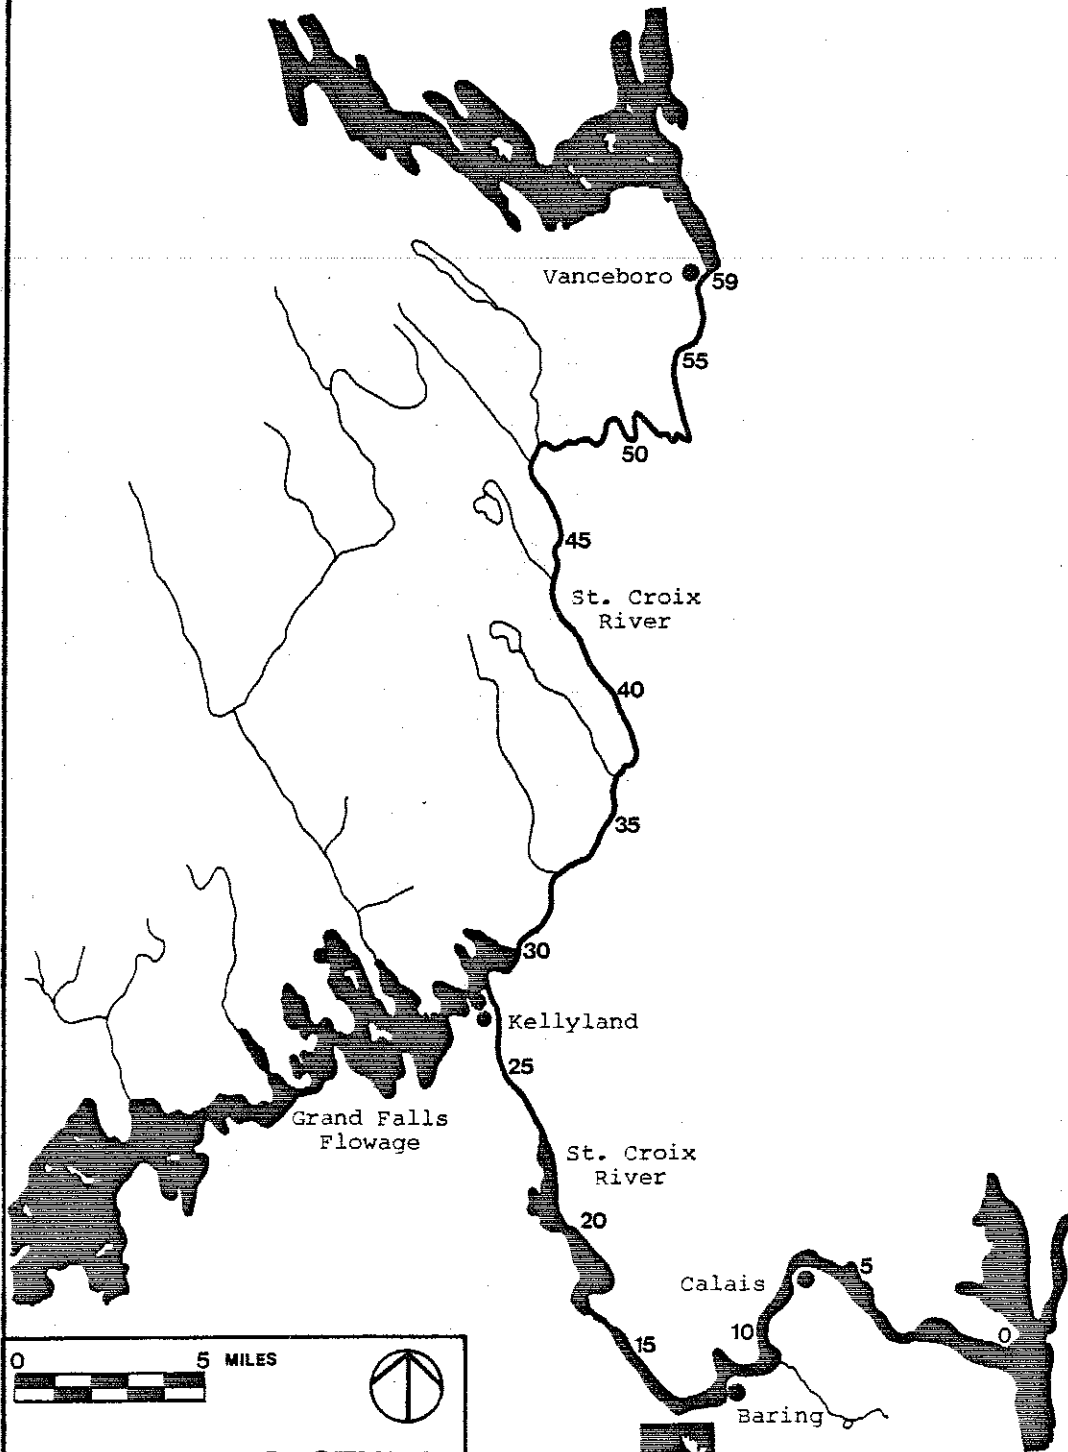 Vanceboro
59
55
50
45
St. Croix
River
40
35
30
Kellyland
25
Grand Falls
Flowage
St. Croix
River
20
Calais
5
10
0
15
0 5 MILES
Baring